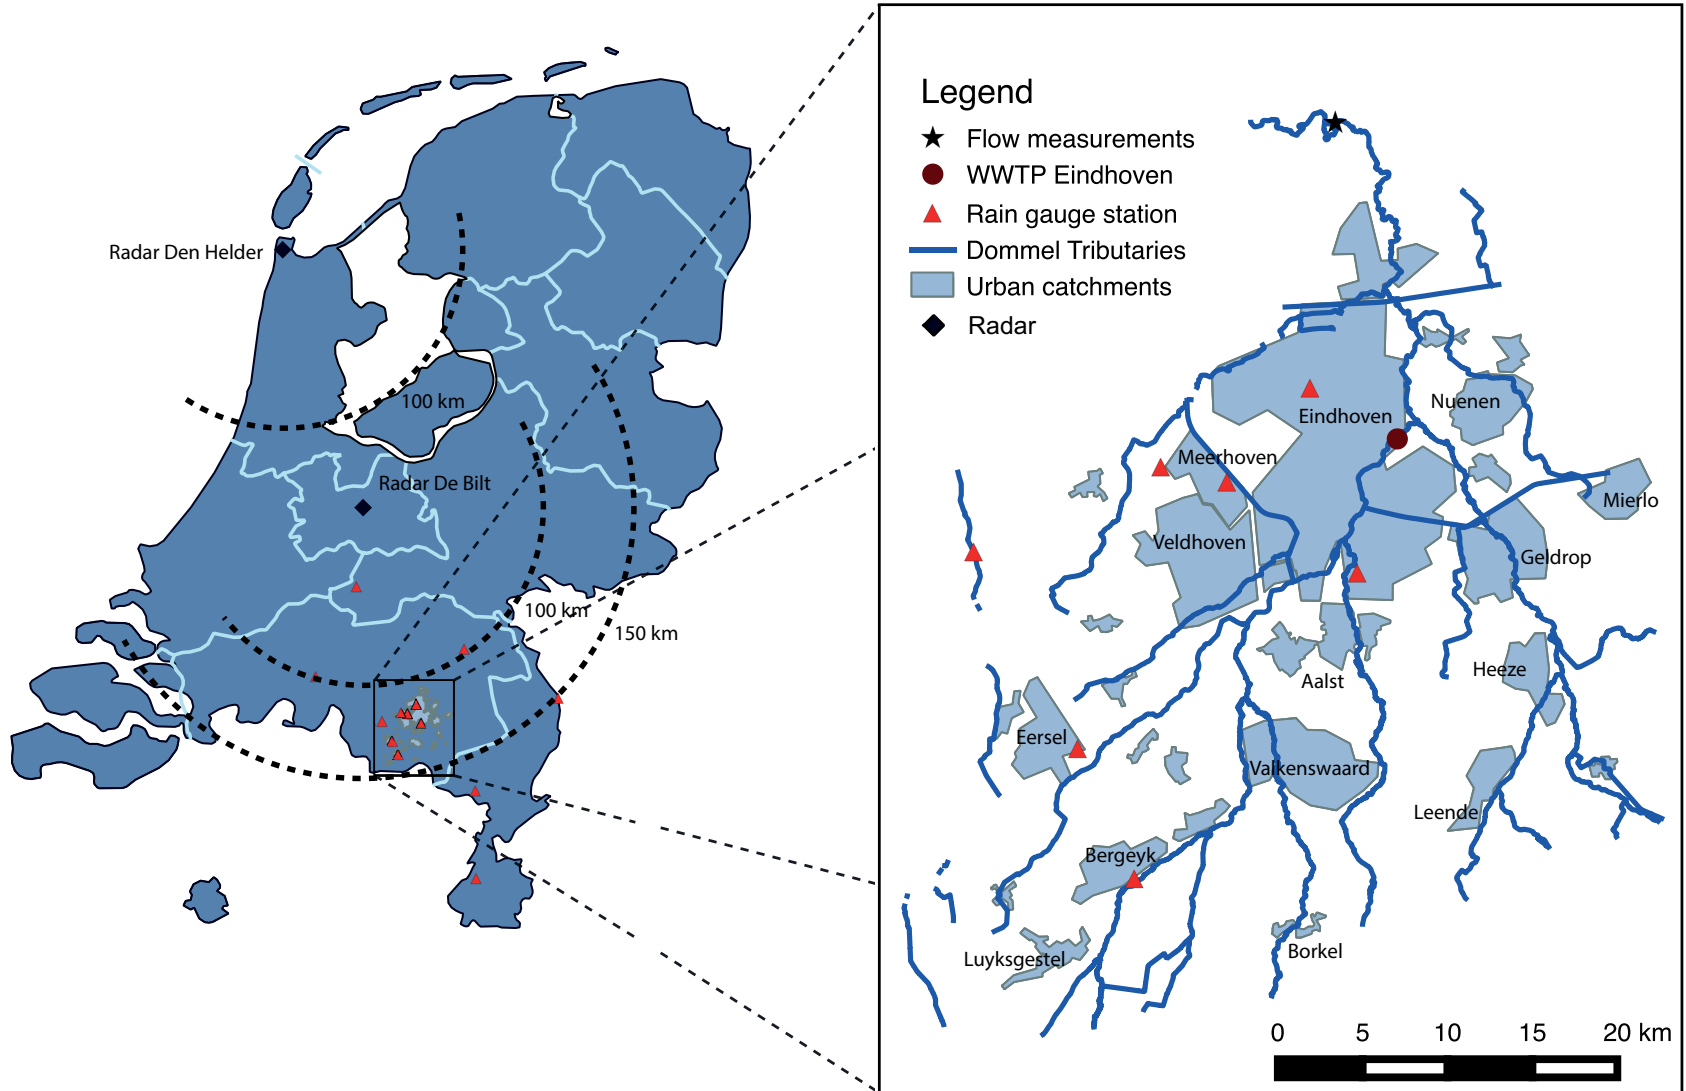 Radar Den Helder
100 km
Radar De Bilt
100 km
150 km
Legend
Flow measurements
WWTP Eindhoven
Rain gauge station
Dommel Tributaries
Urban catchments
Radar
Eindhoven
Nuenen
Meerhoven
Mierlo
Veldhoven
Geldrop
Heeze
Aalst
Eersel
Valkenswaard
Leende
Bergeyk
Luyksgestel
Borkel
0 5 10 15 20 km